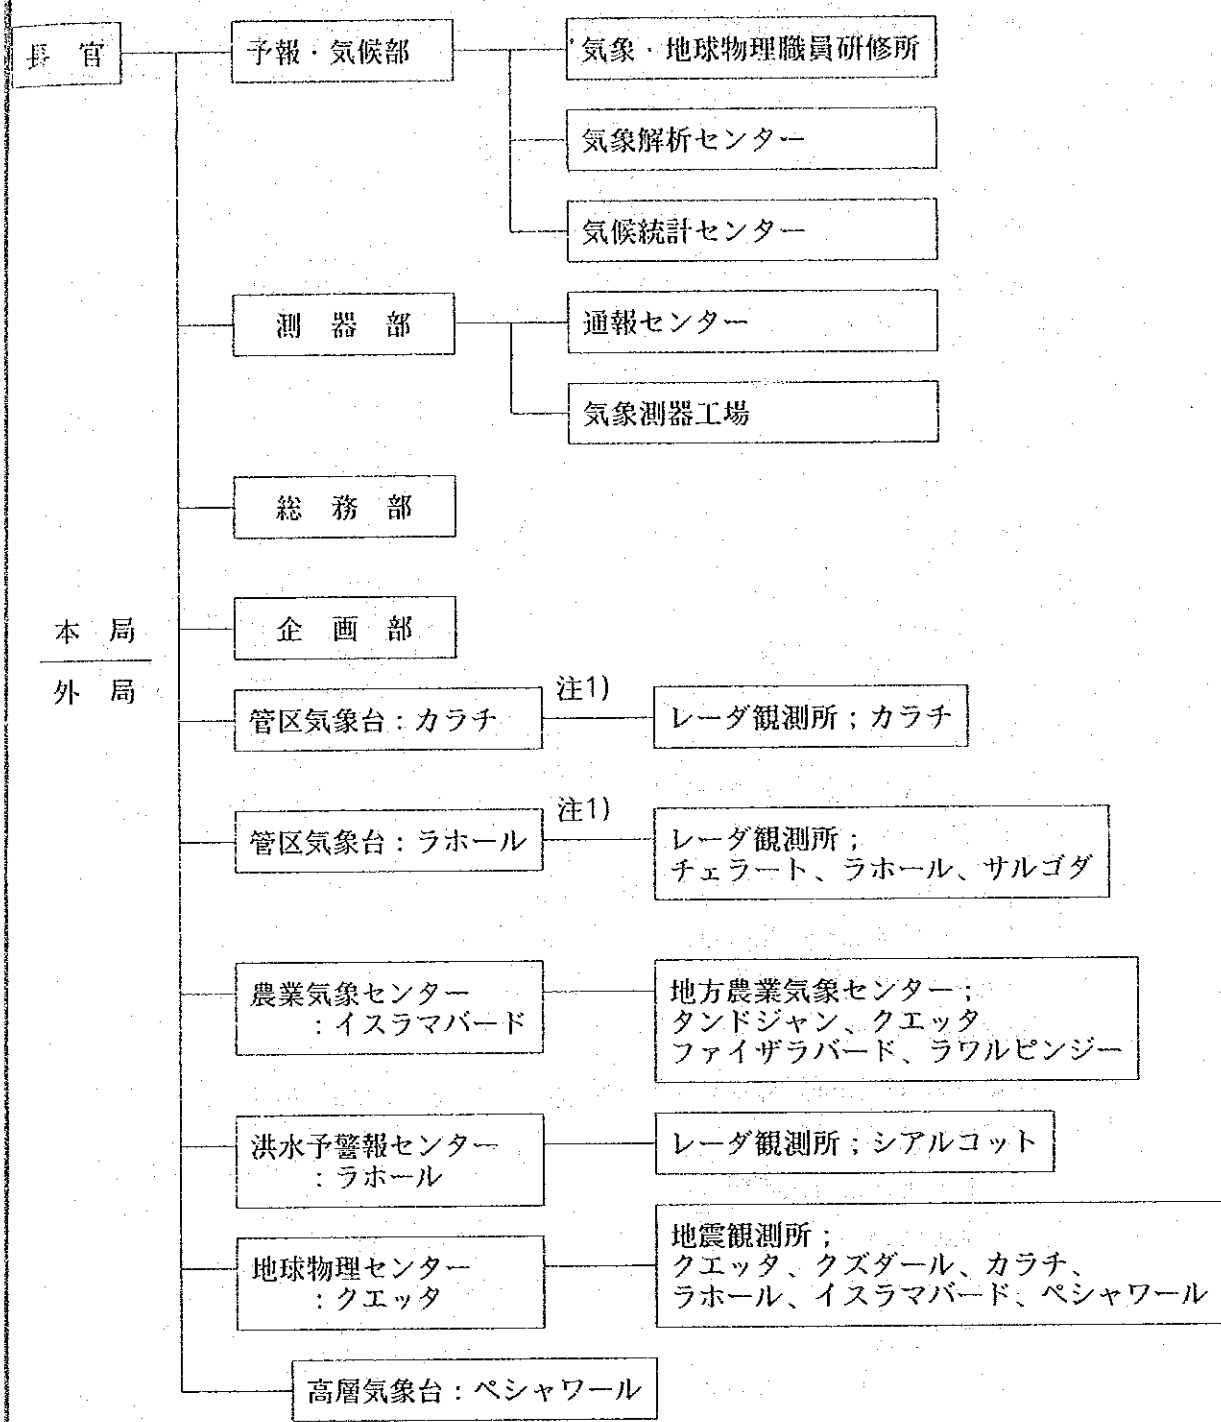 長 官
予報・気候部
気象・地球物理職員研修所
気象解析センター
気候統計センター
測 器 部
通報センター
気象測器工場
総 務 部
企 画 部
本 局
外 局
管区気象台：カラチ
注1)
レーダ観測所；カラチ
管区気象台：ラホール
注1)
レーダ観測所；
チェラート、ラホール、サルゴダ
農業気象センター
：イスラマバード
地方農業気象センター；
タンドジャン、クエッタ
ファイザラバード、ラワルピンジー
洪水予警報センター
：ラホール
レーダ観測所；シアルコット
地球物理センター
：クエッタ
地震観測所；
クエッタ、クズダール、カラチ、
ラホール、イスラマバード、ペシャワール
高層気象台：ペシャワール